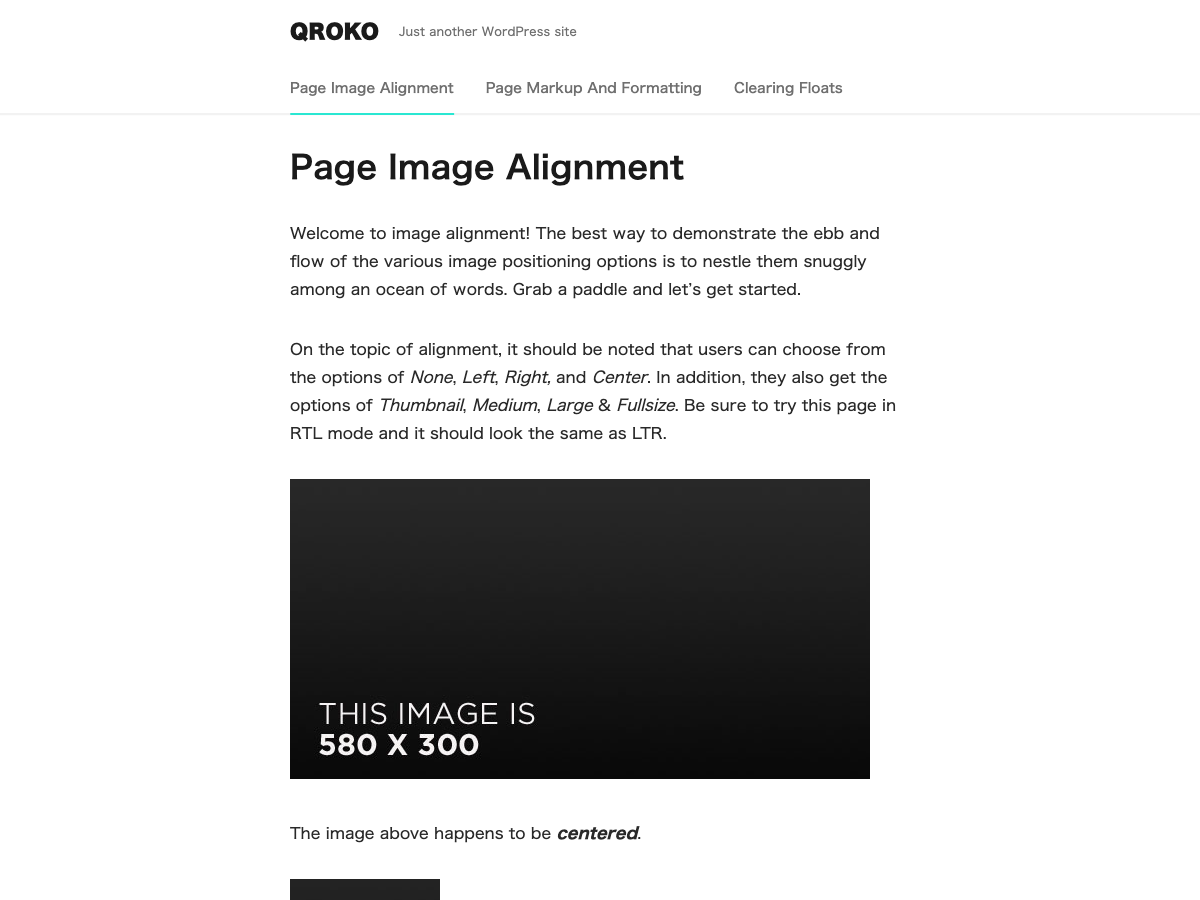 QROKO Just another WordPress site
Page Image Alignment Page Markup And Formatting Clearing Floats
Page Image Alignment
Welcome to image alignment! The best way to demonstrate the ebb and
flow of the various image positioning options is to nestle them snuggly
among an ocean of words. Grab a paddle and let’s get started.
On the topic of alignment, it should be noted that users can choose from
the options of None, Left, Right, and Center. In addition, they also get the
options of Thumbnail, Medium, Large & Fullsize. Be sure to try this page in
RTL mode and it should look the same as LTR.
THIS IMAGE IS
580 X 300
The image above happens to be centered.